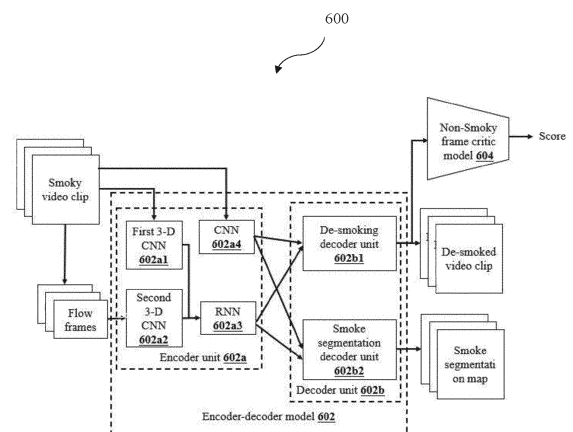 600
Smoky
video clip
Flow
frames
First 3-D
CNN
602a1
CNN
602a4
Second
3-D
CNN
602a2
RNN
602a3
Encoder unit 602a
De-smoking
decoder unit
602b1
Smoke
segmentation
decoder unit
602b2
Decoder unit 602b
Encoder-decoder model 602
Non-Smoky
frame critic
model 604
Score
De-smoked
video clip
Smoke
segmentati
on map